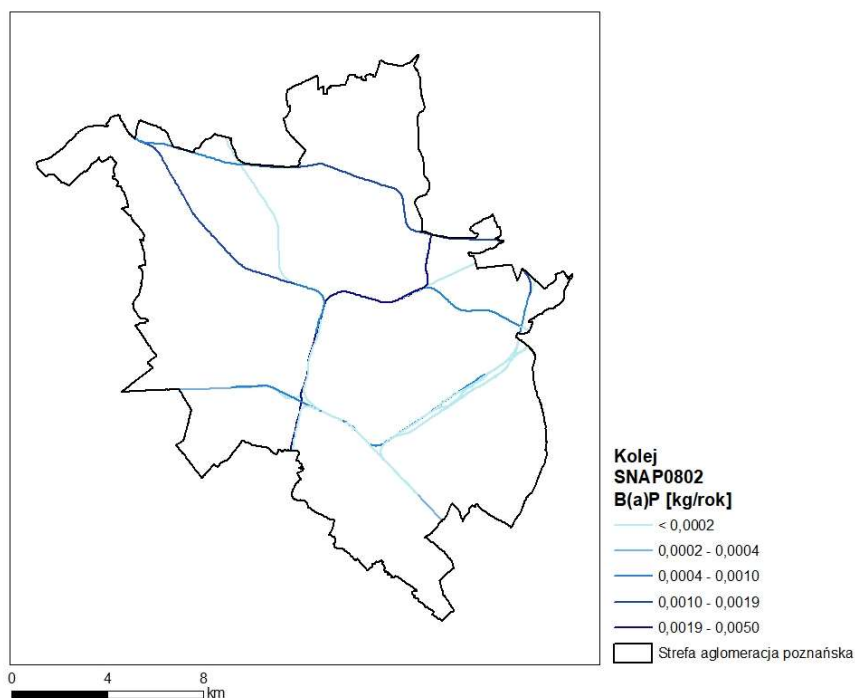 Kolej
SNAP0802
B(a)P [kg/rok]
< 0,0002
0,0002 - 0,0004
0,0004 - 0,0010
0,0010 - 0,0019
0,0019 - 0,0050
Strefa aglomeracja poznańska
0 4 8
km